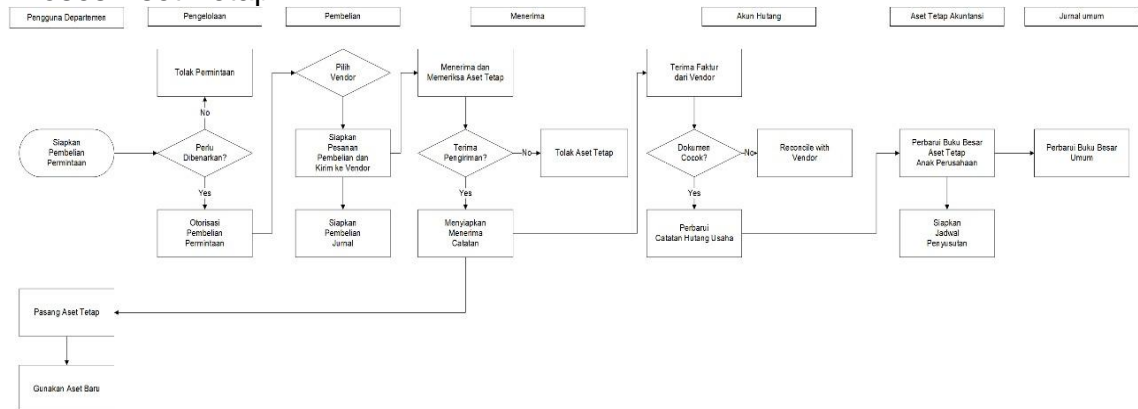 Pengguna Departemen
Pengelolaan
Pembelian
Menerima
Akun Hutang
Aset Tetap Akuntansi
Jurnal umum
Tolak Permintaan
Pilih
Vendor
Menerima dan
Memeriksa Aset Tetap
Terima Faktur
dari Vendor
No
Siapkan
Pembelian
Permintaan
Perlu
Dibenarkan?
Siapkan
Pesanan
Pembelian dan
Kirim ke Vendor
Terima
Pengiriman?
No
Tolak Aset Tetap
Dokumen
Cocok?
No
Reconcile with
Vendor
Perbarui Buku Besar
Aset Tetap
Anak Perusahaan
Perbarui Buku Besar
Umum
Yes
Yes
Yes
Otorisasi
Pembelian
Permintaan
Siapkan
Pembelian
Jurnal
Menyiapkan
Menerima
Catatan
Perbarui
Catatan Hutang Usaha
Siapkan
Jadwal
Penyusutan
Pasang Aset Tetap
Gunakan Aset Baru